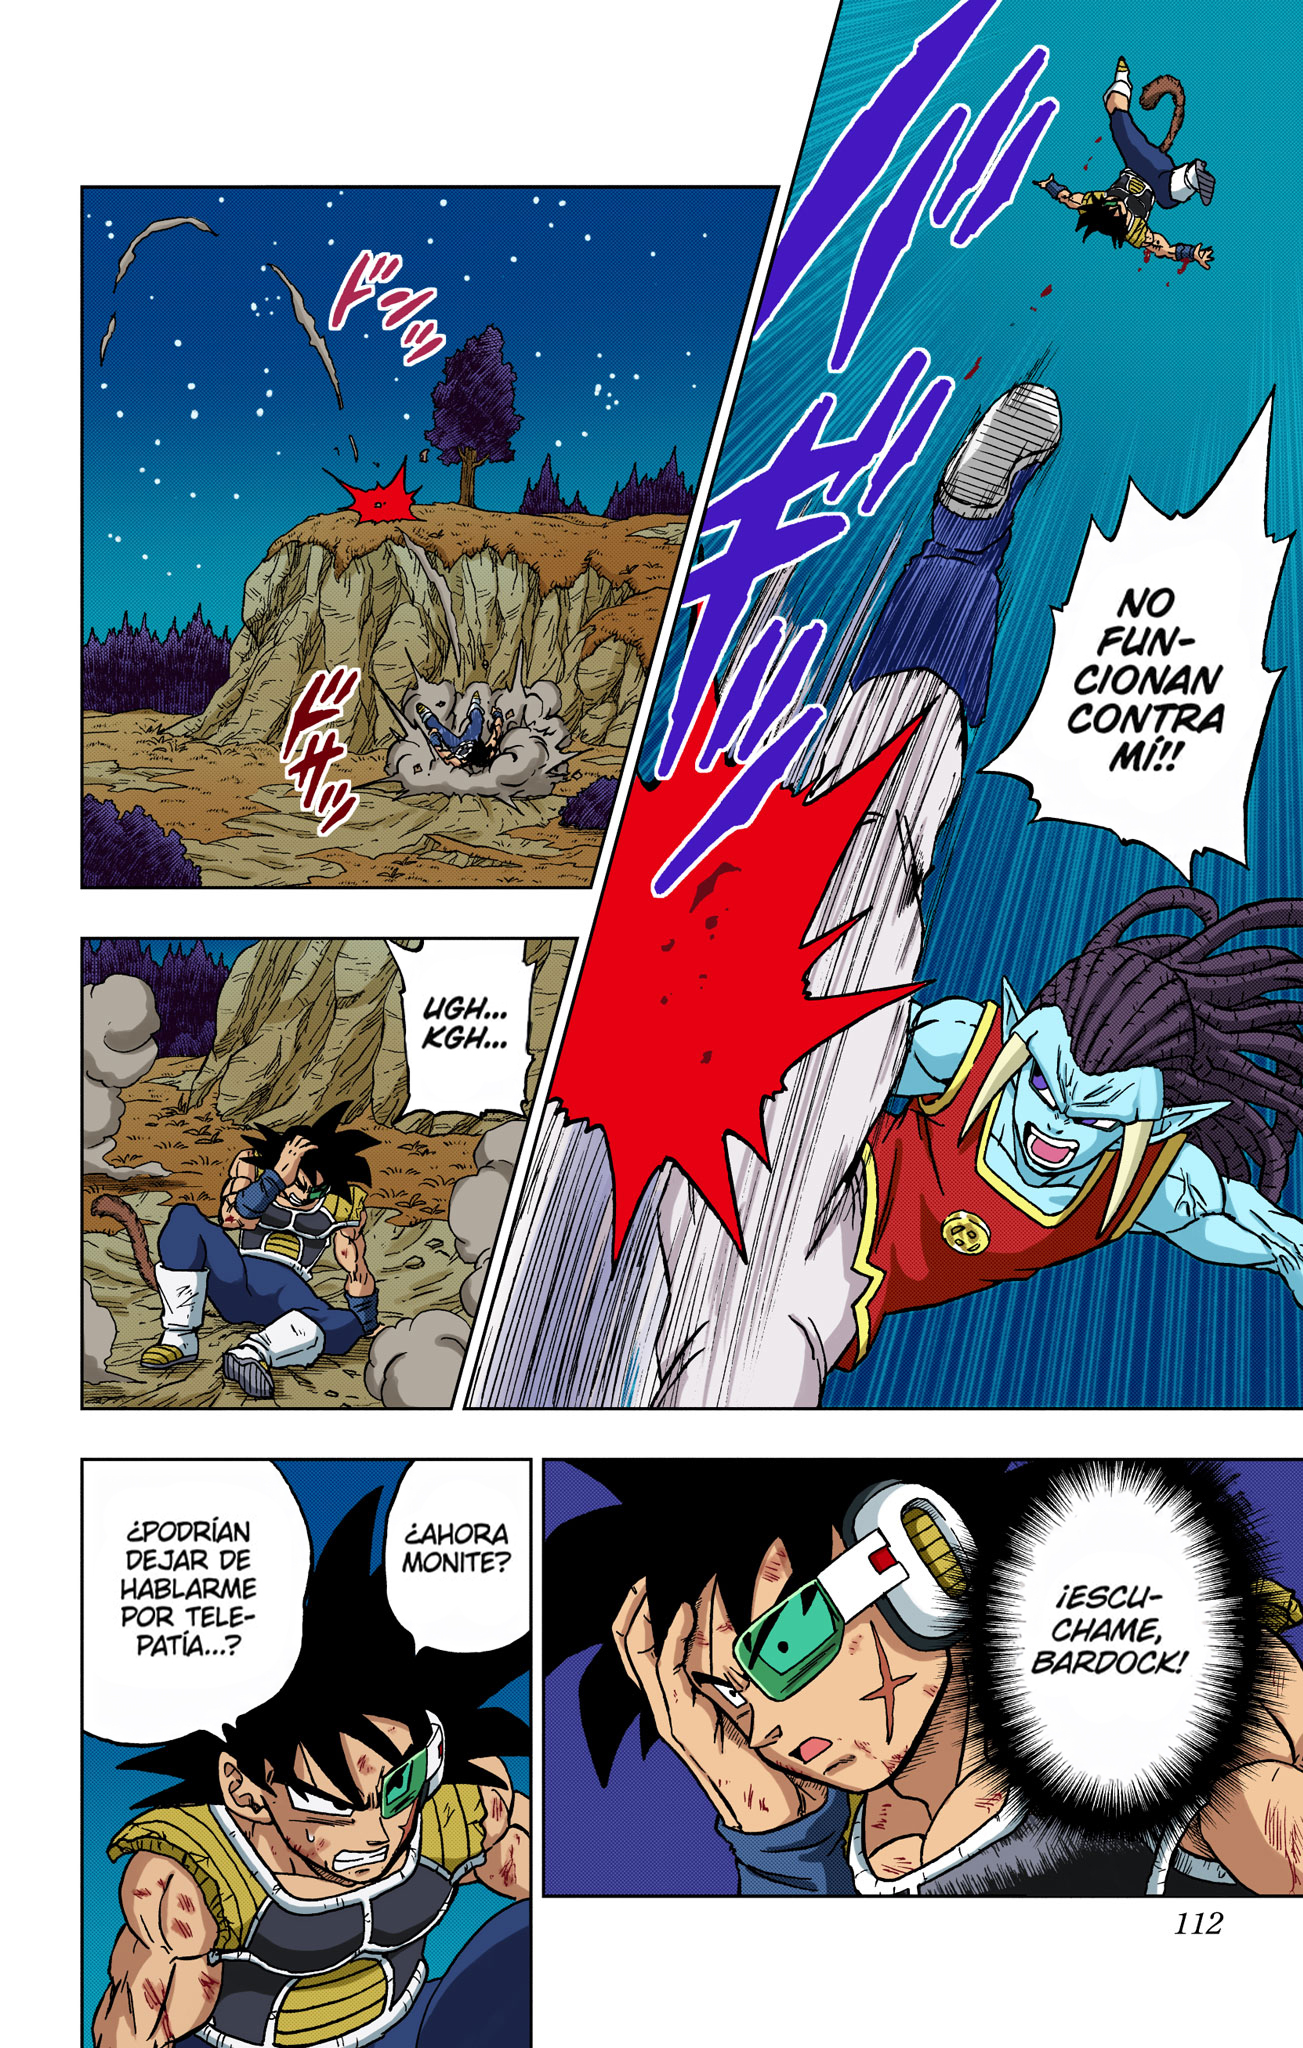 NO
FUN-
CIONAN
CONTRA
MÍ!!
ドンッ
ドサッ
UGH...
KGH...
¡ESCU-
CHAME,
BARDOCK!
¿AHORA
MONITE?
¿PODRÍAN
DEJAR DE
HABLARME
POR TELE-
PATÍA...?
112